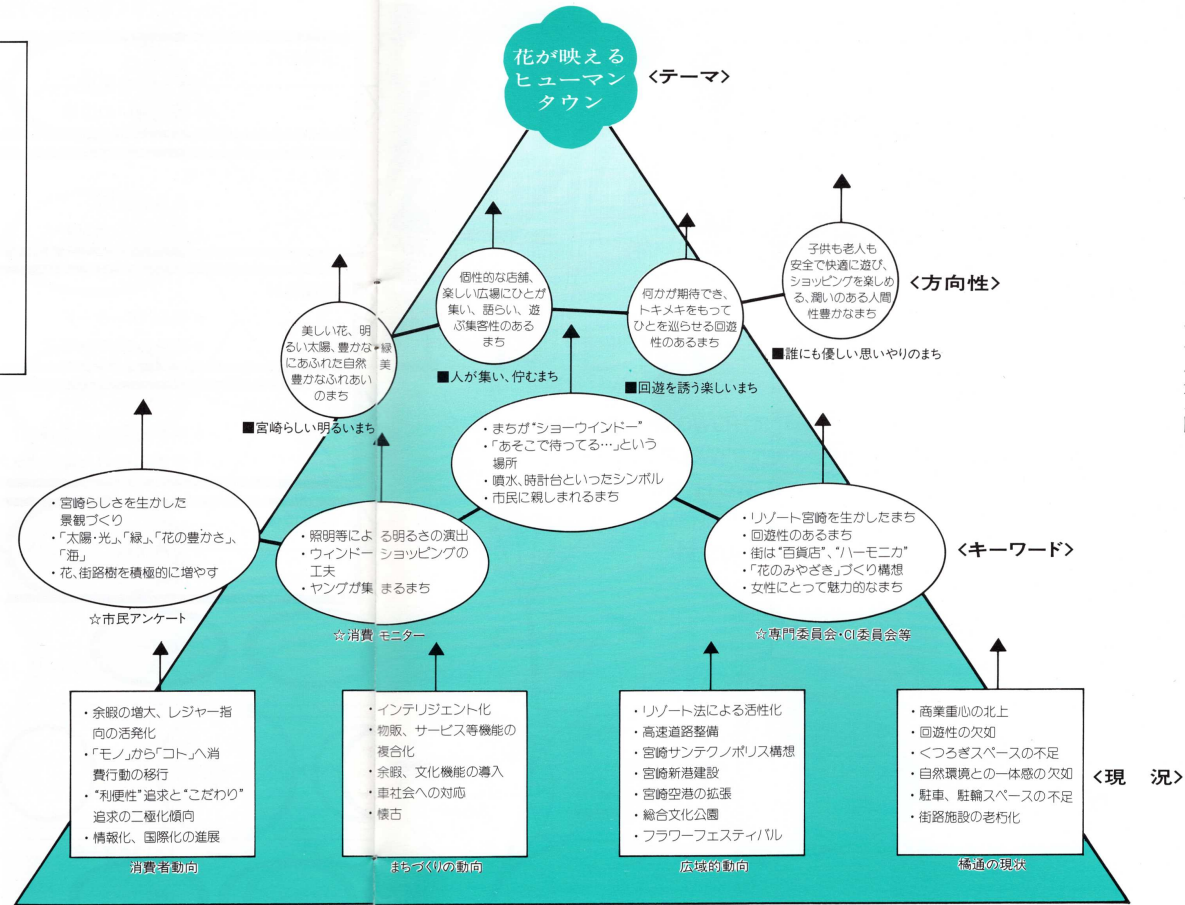 花が映える
ヒューマン
タウン
<テーマ>
美しい花、明
るい太陽、豊かな緑
にあふれた自然美
豊かなふれあい
のまち
■宮崎らしい明るいまち
個性的な店舗、
楽しい広場にひとが
集い、語らい、遊
ぶ集客性のある
まち
■人が集い、佇むまち
何かが期待でき、
トキメキをもって
ひとを巡らせる回遊
性のあるまち
■回遊を誘う楽しいまち
子供も老人も
安全で快適に遊び、
ショッピングを楽しめ
る、潤いのある人間
性豊かなまち
■誰にも優しい思いやりのまち
<方向性>
・宮崎らしさを生かした
景観づくり
・「太陽・光」、「緑」、「花の豊かさ」、
「海」
・花、街路樹を積極的に増やす
☆市民アンケート
・照明等による明るさの演出
・ウィンドーショッピングの
工夫
・ヤングが集まるまち
☆消費モニター
・まちが“ショーウインドー”
・「あそこで待ってる…」という
場所
・噴水、時計台といったシンボル
・市民に親しまれるまち
・リゾート宮崎を生かしたまち
・回遊性のあるまち
・街は“百貨店”、“ハーモニカ”
・「花のみやざき」づくり構想
・女性にとって魅力的なまち
☆専門委員会・CI委員会等
<キーワード>
・余暇の増大、レジャー指
向の活発化
・「モノ」から「コト」へ消
費行動の移行
・“利便性”追求と“こだわり”
追求の二極化傾向
・情報化、国際化の進展
消費者動向
・インテリジェント化
・物販、サービス等機能の
複合化
・余暇、文化機能の導入
・車社会への対応
・懐古
まちづくりの動向
・リゾート法による活性化
・高速道路整備
・宮崎サンテクノポリス構想
・宮崎新港建設
・宮崎空港の拡張
・総合文化公園
・フラワーフェスティバル
広域的動向
・商業重心の北上
・回遊性の欠如
・くつろぎスペースの不足
・自然環境との一体感の欠如
・駐車、駐輪スペースの不足
・街路施設の老朽化
橘通の現状
<現　況>